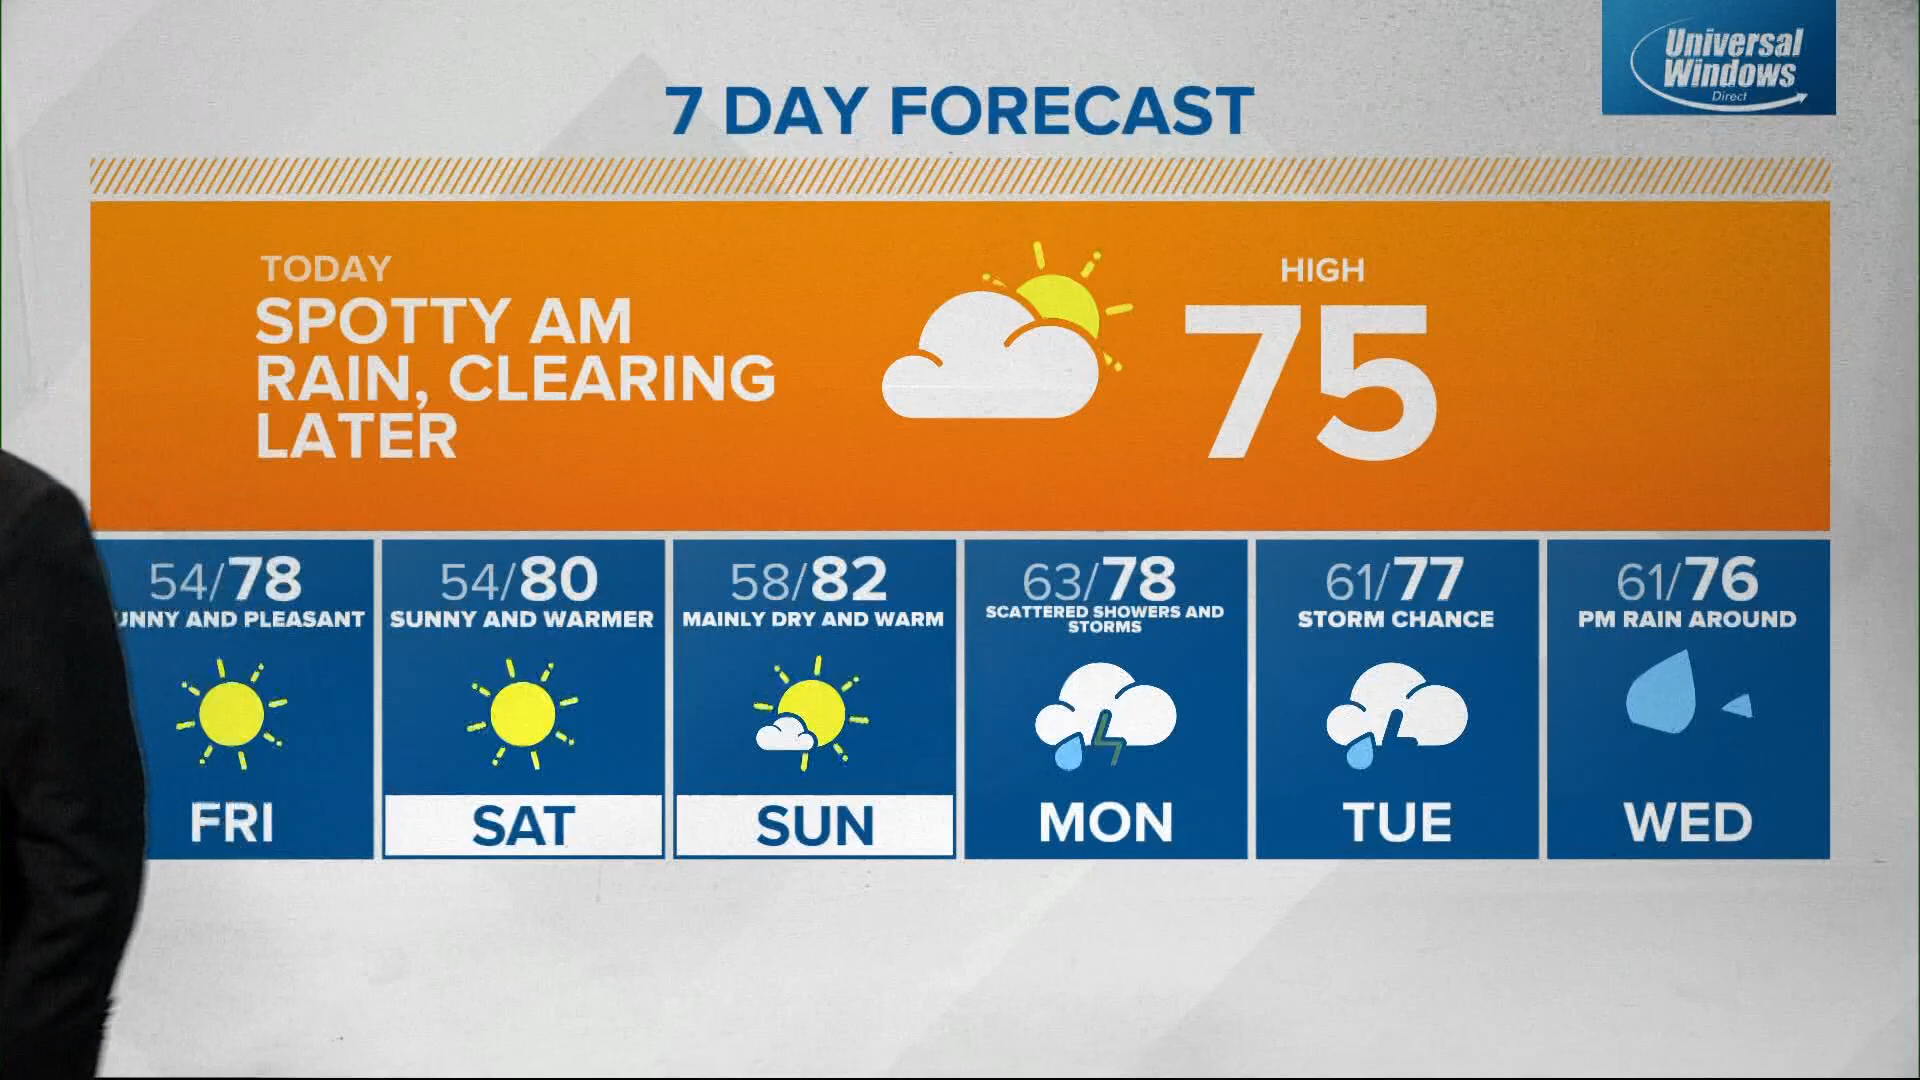 Universal
Windows
Direct
7 DAY FORECAST
TODAY
SPOTTY AM
RAIN, CLEARING
LATER
HIGH
75
54/78
UNNY AND PLEASANT
FRI
54/80
SUNNY AND WARMER
SAT
58/82
MAINLY DRY AND WARM
SUN
63/78
SCATTERED SHOWERS AND
STORMS
MON
61/77
STORM CHANCE
TUE
61/76
PM RAIN AROUND
WED